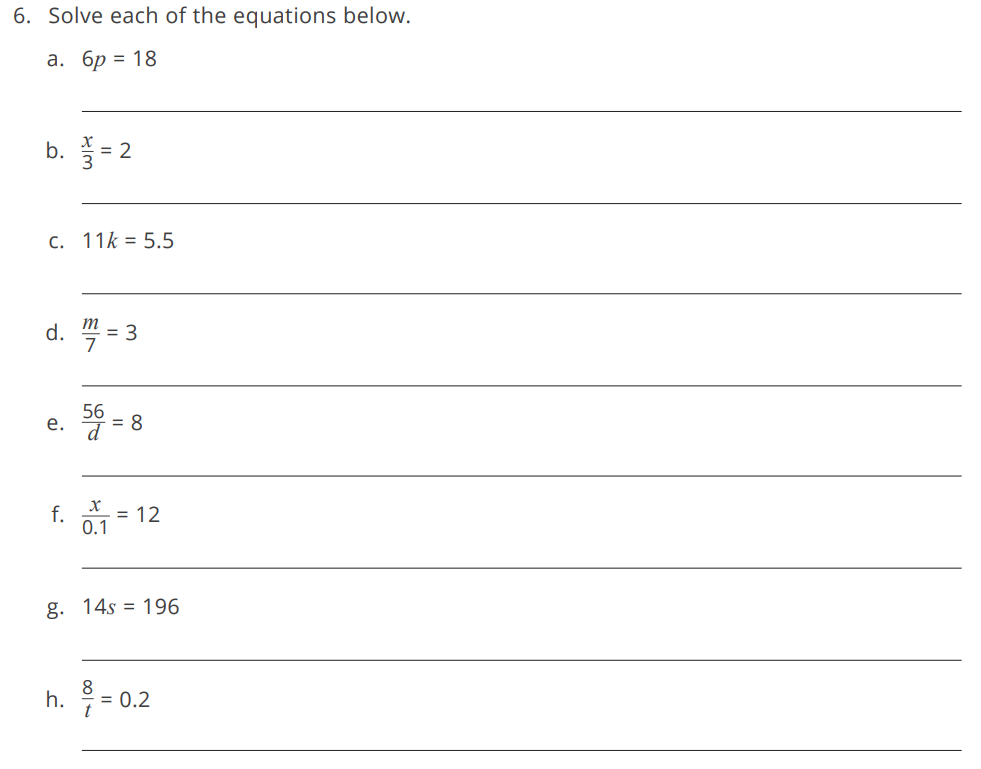 6. Solve each of the equations below.
a. 6p = 18
b. x/3 = 2
c. 11k = 5.5
d. m/7 = 3
e. 56/d = 8
f. x/0.1 = 12
g. 14s = 196
h. 8/t = 0.2